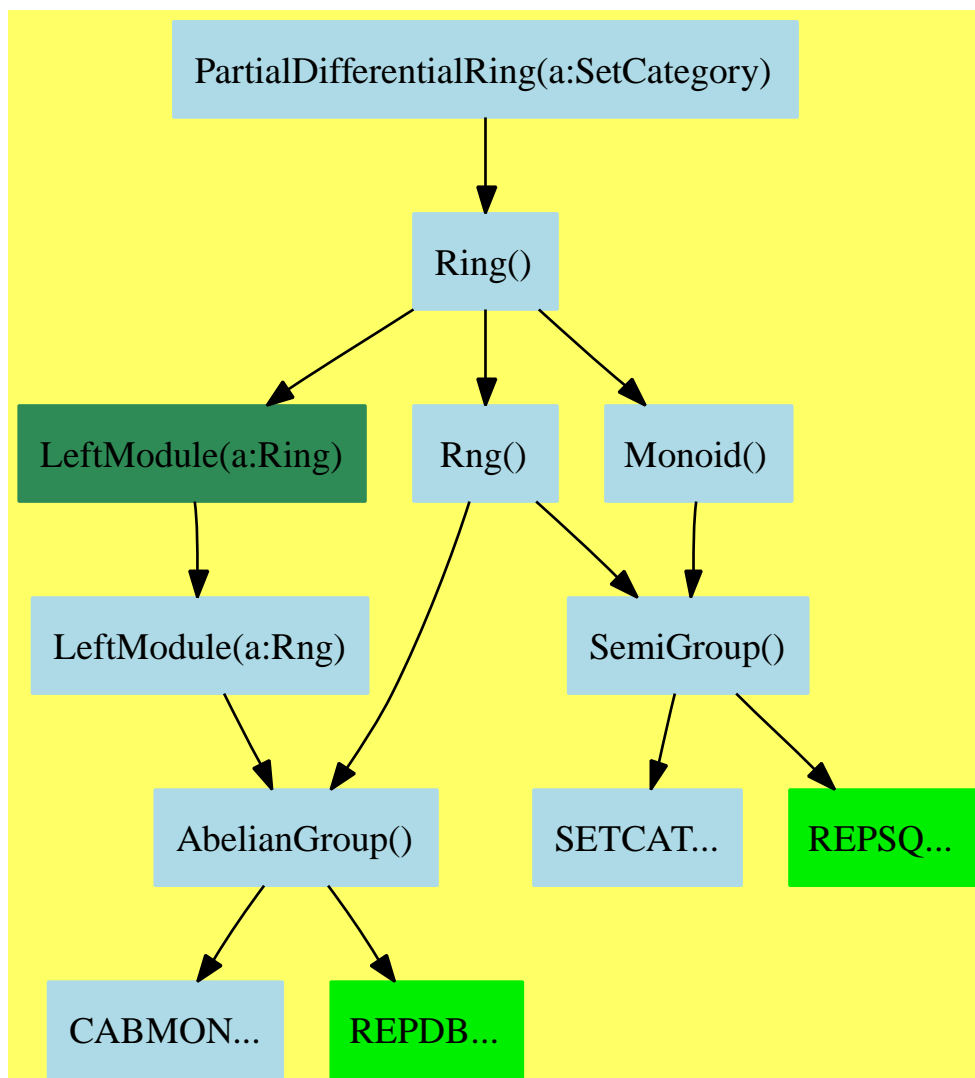 PartialDifferentialRing(a:SetCategory)
Ring()
LeftModule(a:Ring)
Rng()
Monoid()
LeftModule(a:Rng)
SemiGroup()
AbelianGroup()
SETCAT...
REPSQ...
CABMON...
REPDB...